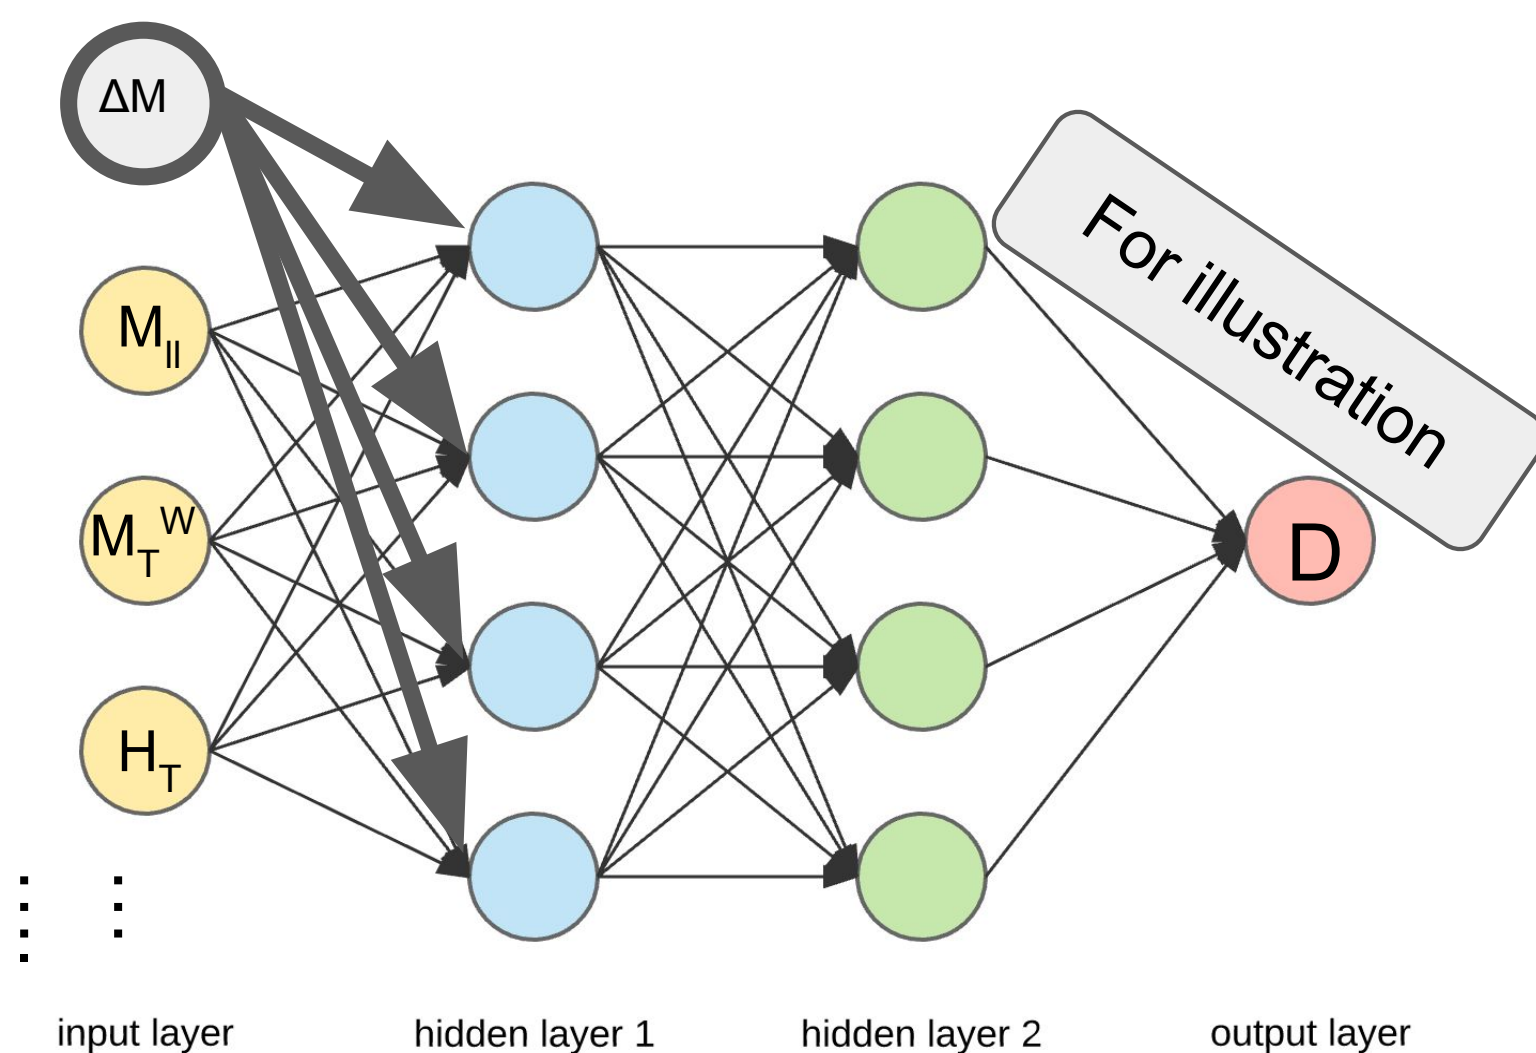 ΔM
For illustration
M_ll
M_T^W
D
H_T
input layer
hidden layer 1
hidden layer 2
output layer